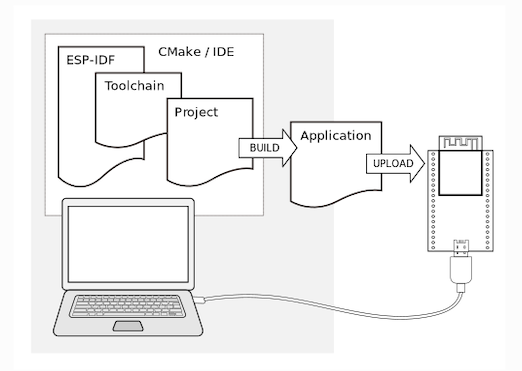 CMake / IDE
ESP-IDF
Toolchain
Project
BUILD
Application
UPLOAD